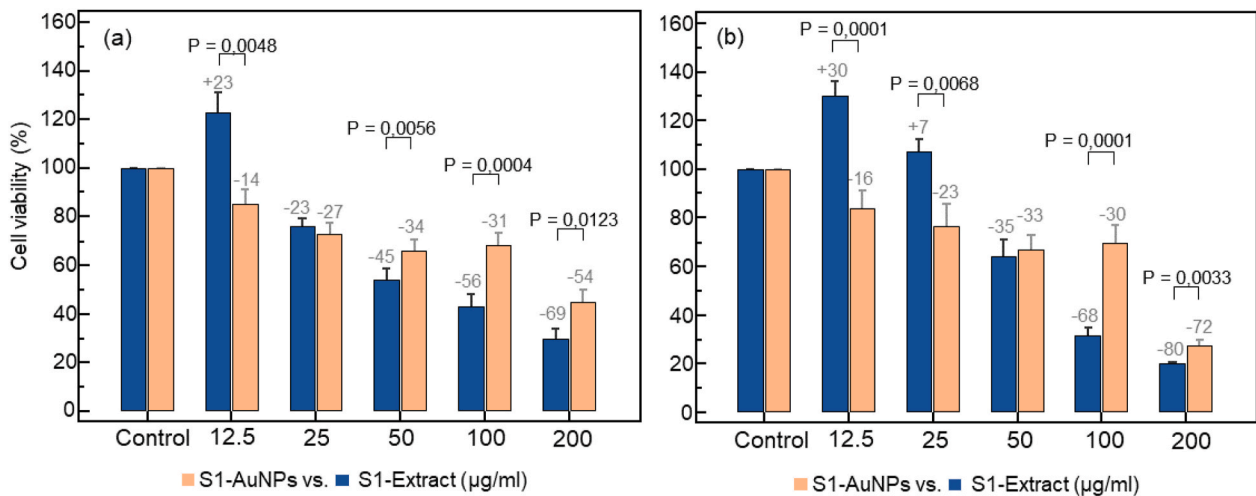 (a)
P = 0,0048
P = 0,0056
P = 0,0004
P = 0,0123
+23
-14
-23
-27
-45
-34
-56
-31
-69
-54
Cell viability (%)
160
140
120
100
80
60
40
20
0
Control 12.5 25 50 100 200
S1-AuNPs vs. S1-Extract (µg/ml)
(b)
P = 0,0001
P = 0,0068
P = 0,0001
P = 0,0033
+30
-16
+7
-23
-35
-33
-68
-30
-80
-72
160
140
120
100
80
60
40
20
0
Control 12.5 25 50 100 200
S1-AuNPs vs. S1-Extract (µg/ml)